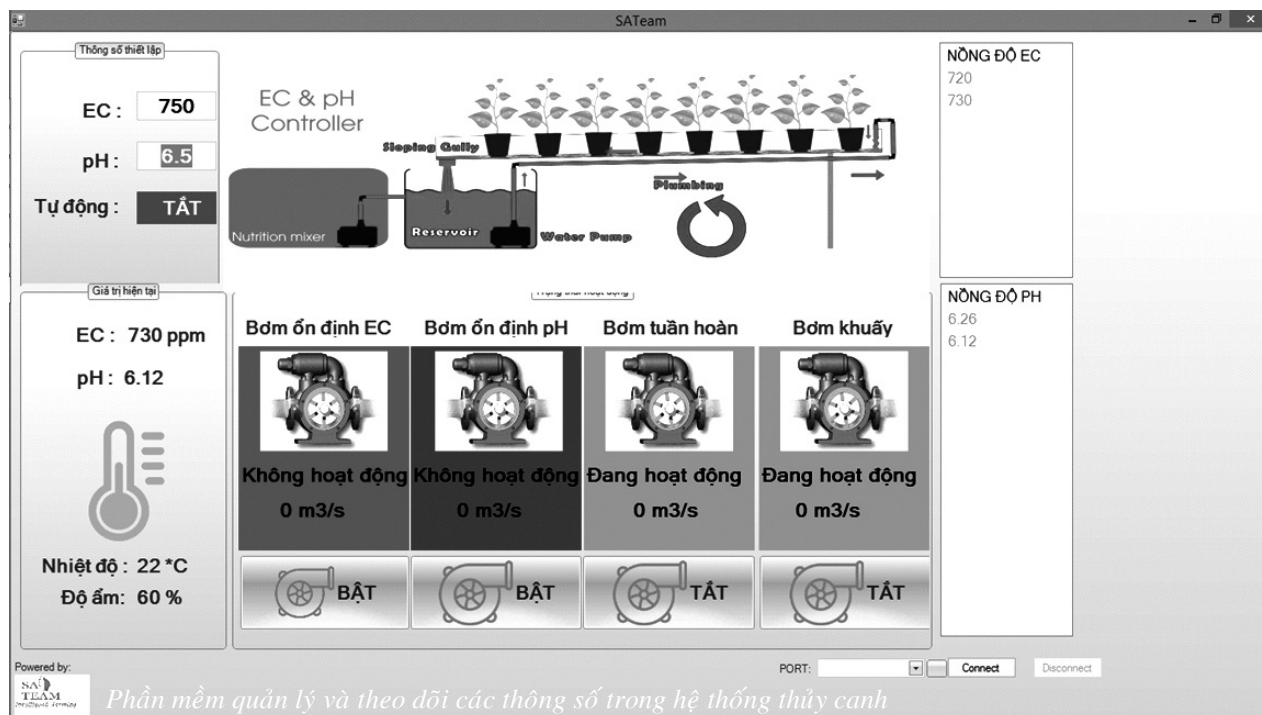 SATeam
Thông số thiết lập
EC : 750
pH : 6.5
Tự động : TẮT
EC & pH
Controller
Sloping Gully
Plumbing
Nutrition mixer
Reservoir
Water Pump
NỒNG ĐỘ EC
720
730
Giá trị hiện tại
EC : 730 ppm
pH : 6.12
Nhiệt độ : 22 *C
Độ ẩm: 60 %
Trạng thái hoạt động
Bơm ổn định EC
Bơm ổn định pH
Bơm tuần hoàn
Bơm khuấy
Không hoạt động
Không hoạt động
Đang hoạt động
Đang hoạt động
0 m3/s
0 m3/s
0 m3/s
0 m3/s
BẬT
BẬT
TẮT
TẮT
NỒNG ĐỘ PH
6.26
6.12
Powered by:
PORT:
Connect
Disconnect
SA
TEAM
Phần mềm quản lý và theo dõi các thông số trong hệ thống thủy canh